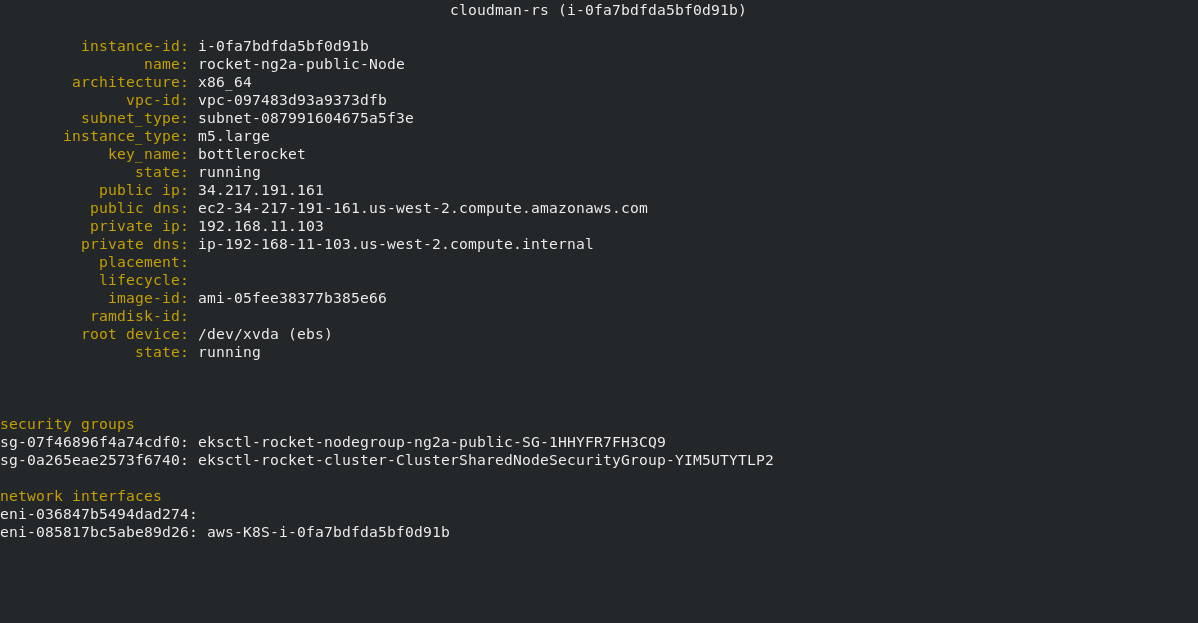 cloudman-rs (i-0fa7bdfda5bf0d91b)
instance-id: i-0fa7bdfda5bf0d91b
name: rocket-ng2a-public-Node
architecture: x86_64
vpc-id: vpc-097483d93a9373dfb
subnet_type: subnet-087991604675a5f3e
instance_type: m5.large
key_name: bottlerocket
state: running
public ip: 34.217.191.161
public dns: ec2-34-217-191-161.us-west-2.compute.amazonaws.com
private ip: 192.168.11.103
private dns: ip-192-168-11-103.us-west-2.compute.internal
placement:
lifecycle:
image-id: ami-05fee38377b385e66
ramdisk-id:
root device: /dev/xvda (ebs)
state: running
security groups
sg-07f46896f4a74cdf0: eksctl-rocket-nodegroup-ng2a-public-SG-1HHYFR7FH3CQ9
sg-0a265eae2573f6740: eksctl-rocket-cluster-ClusterSharedNodeSecurityGroup-YIM5UTYTLP2
network interfaces
eni-036847b5494dad274:
eni-085817bc5abe89d26: aws-K8S-i-0fa7bdfda5bf0d91b